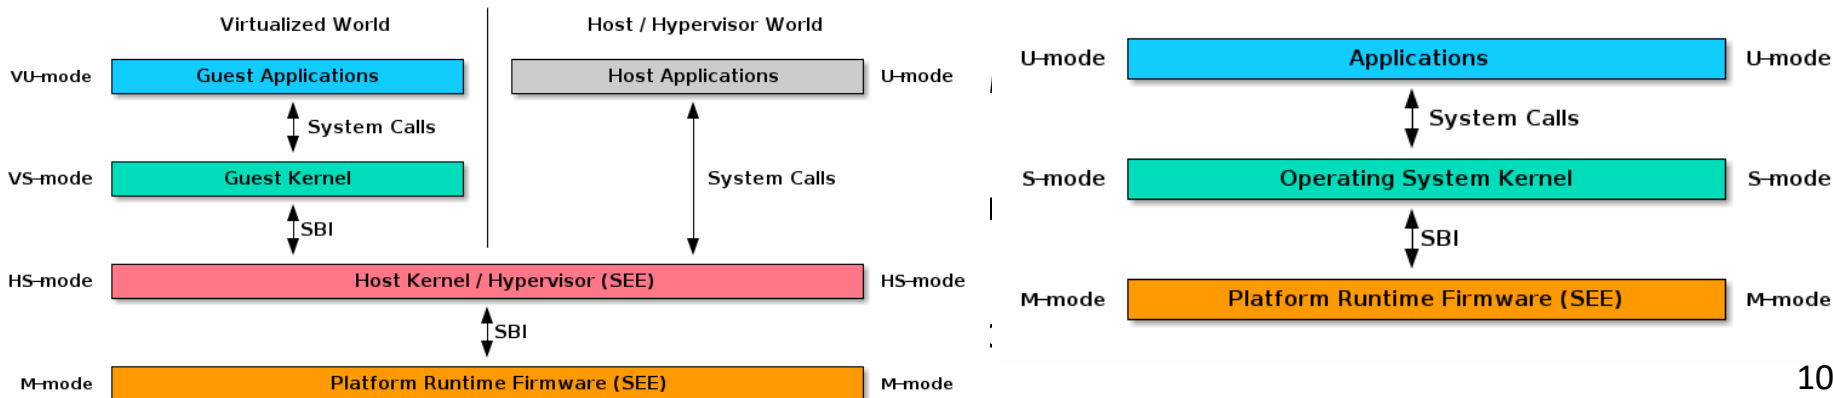 Virtualized World
Host / Hypervisor World
VU-mode
Guest Applications
Host Applications
U-mode
System Calls
VS-mode
Guest Kernel
System Calls
SBI
HS-mode
Host Kernel / Hypervisor (SEE)
HS-mode
SBI
M-mode
Platform Runtime Firmware (SEE)
M-mode
U-mode
Applications
U-mode
System Calls
S-mode
Operating System Kernel
S-mode
SBI
M-mode
Platform Runtime Firmware (SEE)
M-mode
10